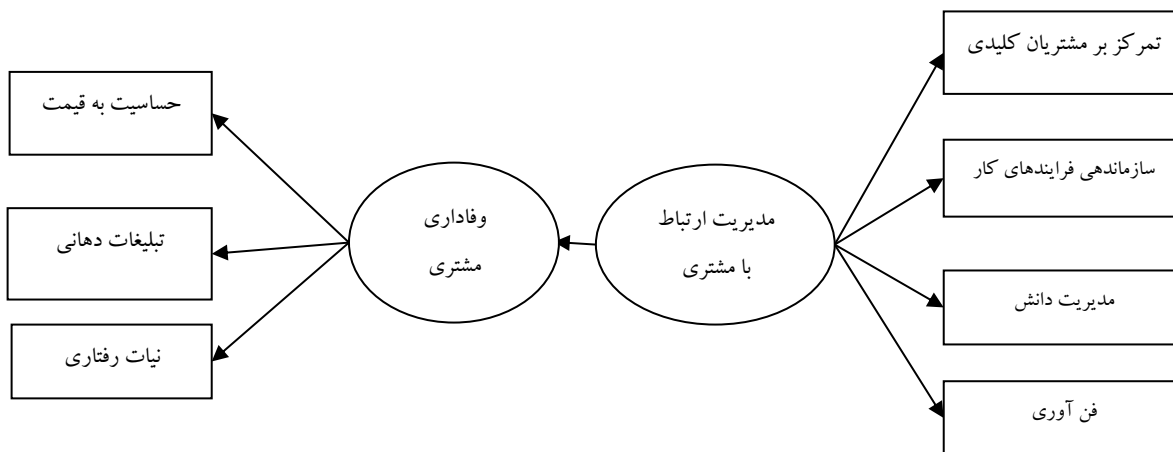 تمرکز بر مشتریان کلیدی
سازماندهی فرایندهای کار
مدیریت دانش
فن آوری
مدیریت ارتباط
با مشتری
وفاداری
مشتری
حساسیت به قیمت
تبلیغات دهانی
نیات رفتاری